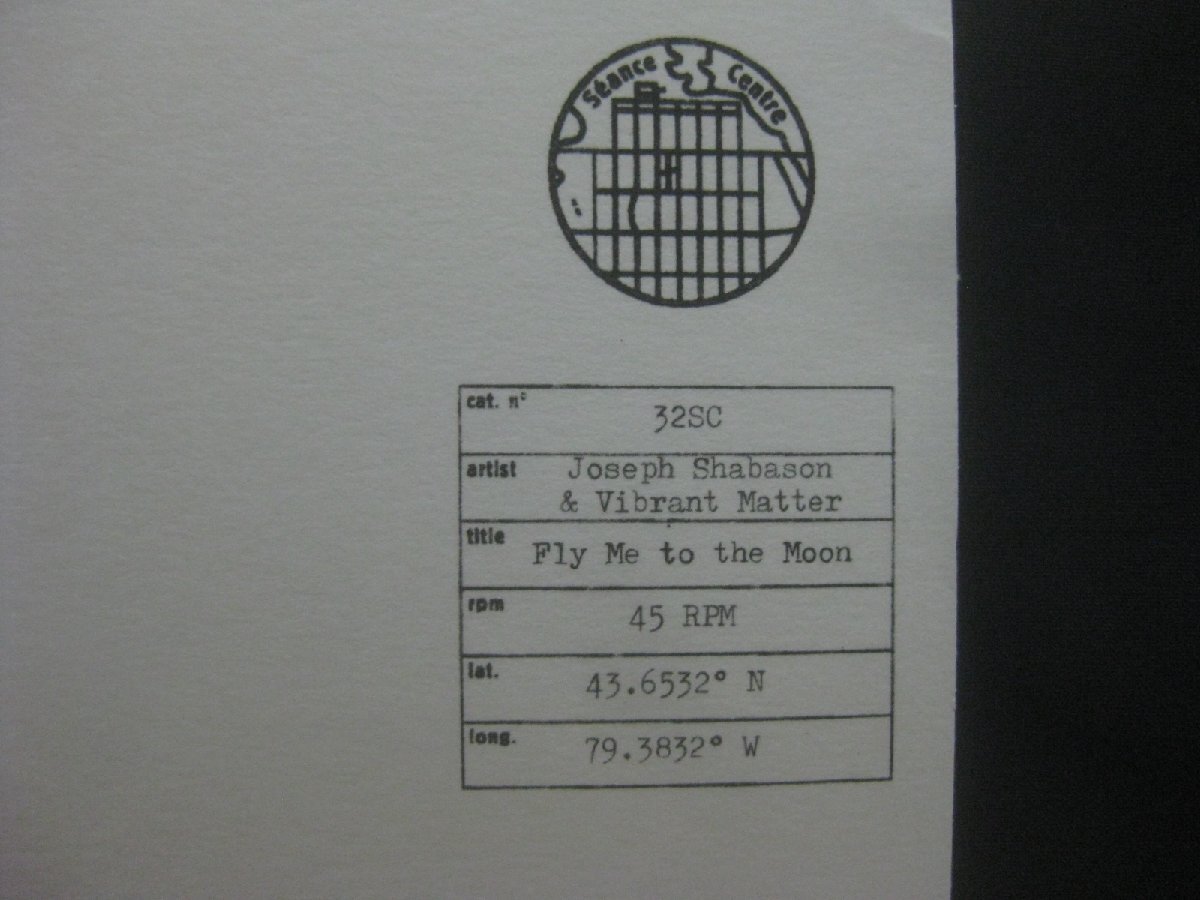 Séance Centre
cat. n°
32SC
artist
Joseph Shabason
& Vibrant Matter
title
Fly Me to the Moon
rpm
45 RPM
lat.
43.6532° N
long.
79.3832° W